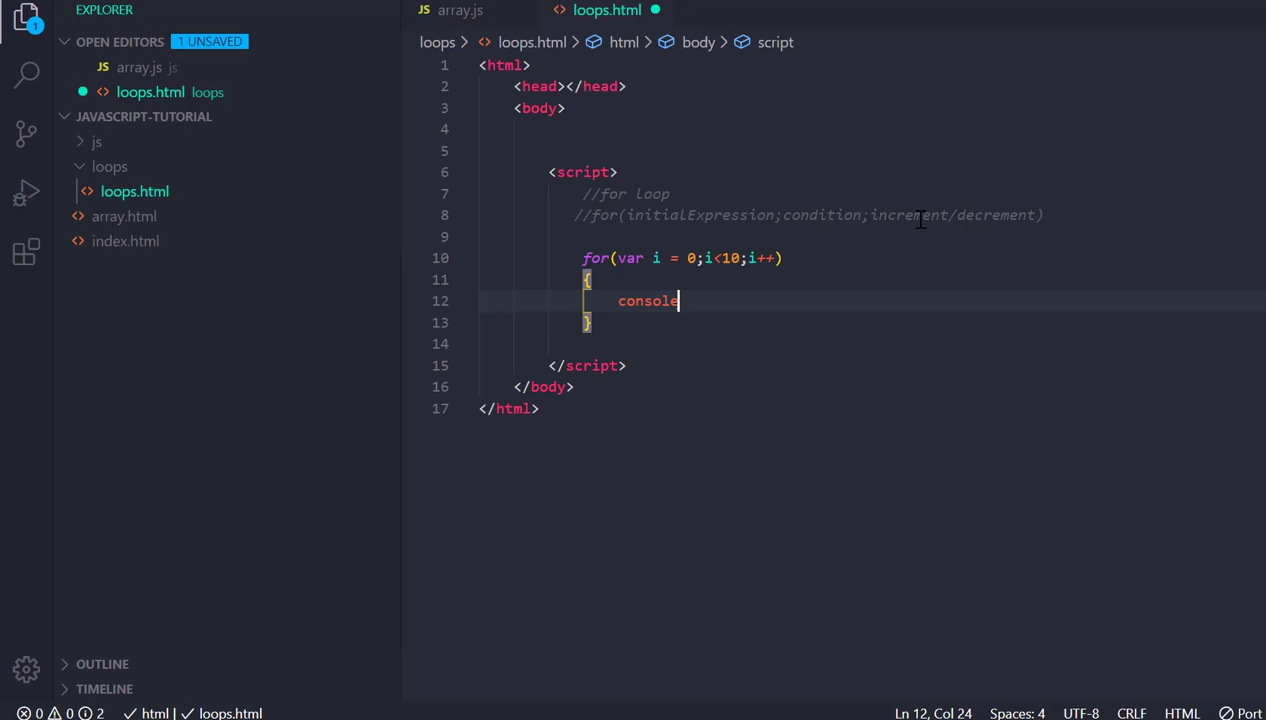 EXPLORER
JS array.js
<> loops.html
1
OPEN EDITORS 1 UNSAVED
loops > <> loops.html > html > body > script
JS array.js js
<> loops.html loops
JAVASCRIPT-TUTORIAL
js
loops
<> loops.html
<> array.html
<> index.html
1 <html>
2 <head></head>
3 <body>
4
5
6 <script>
7 //for loop
8 //for(initialExpression;condition;increment/decrement)
9
10 for(var i = 0;i<10;i++)
11 {
12 console
13 }
14
15 </script>
16 </body>
17 </html>
OUTLINE
TIMELINE
0 0 2 ✓ html | ✓ loops.html Ln 12, Col 24 Spaces: 4 UTF-8 CRLF HTML Port